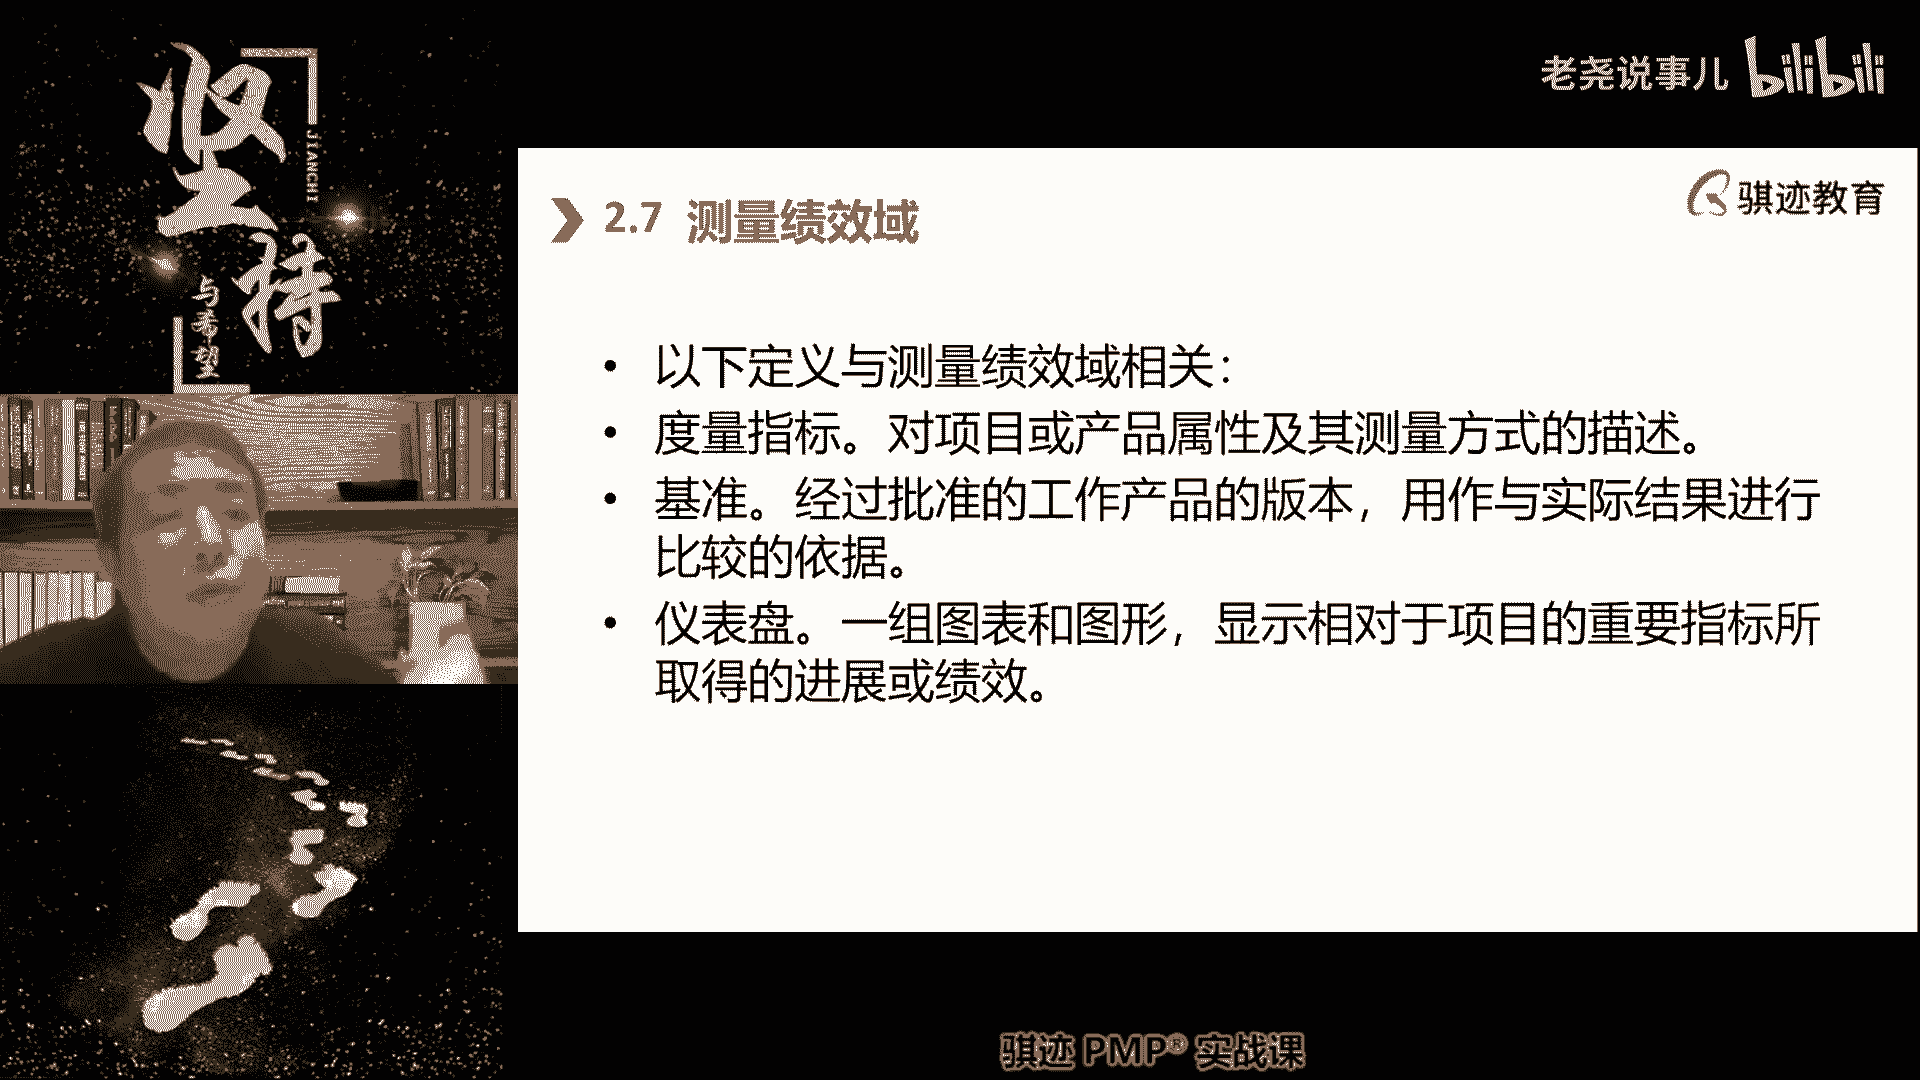 坚持
JIANCHI
与希望
老尧说事儿 bilibili
骐迹教育
2.7 测量绩效域
• 以下定义与测量绩效域相关：
• 度量指标。对项目或产品属性及其测量方式的描述。
• 基准。经过批准的工作产品的版本，用作与实际结果进行
比较的依据。
• 仪表盘。一组图表和图形，显示相对于项目的重要指标所
取得的进展或绩效。
骐迹 PMP® 实战课